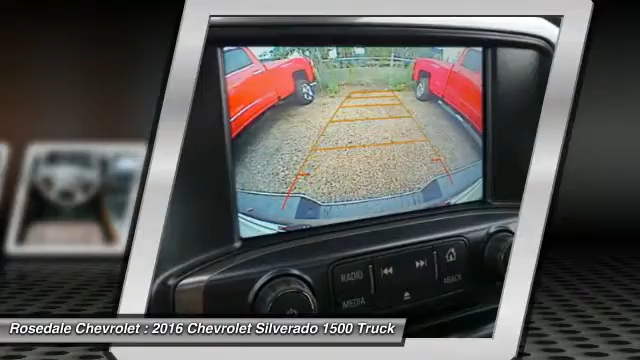 RADIO
MEDIA
BACK
Rosedale Chevrolet : 2016 Chevrolet Silverado 1500 Truck